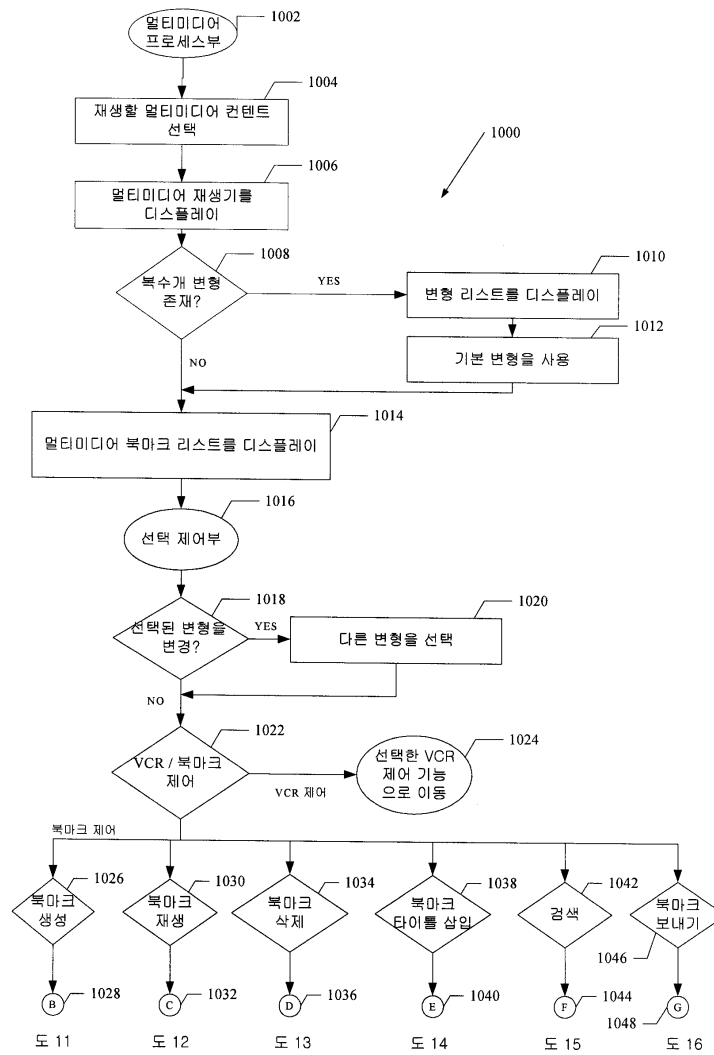 멀티미디어
프로세스부
1002
1004
재생할 멀티미디어 컨텐트
선택
1000
1006
멀티미디어 재생기를
디스플레이
1008
복수개 변형
존재?
YES
1010
변형 리스트를 디스플레이
1012
기본 변형을 사용
NO
1014
멀티미디어 북마크 리스트를 디스플레이
1016
선택 제어부
1018
선택된 변형을
변경?
YES
1020
다른 변형을 선택
NO
1022
VCR / 북마크
제어
VCR 제어
1024
선택한 VCR
제어 기능
으로 이동
북마크 제어
1026
북마크
생성
1030
북마크
재생
1034
북마크
삭제
1038
북마크
타이틀 삽입
1042
검색
북마크
보내기
1046
B
1028
C
1032
D
1036
E
1040
F
1044
G
1048
도 11
도 12
도 13
도 14
도 15
도 16